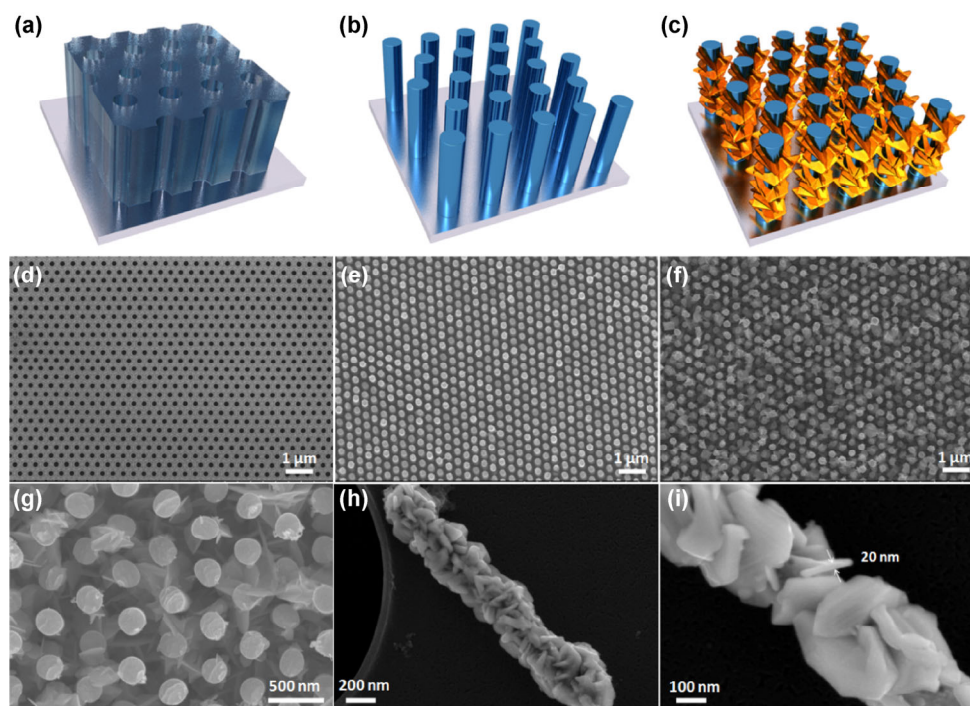 (a)
(b)
(c)
(d)
(e)
(f)
1 µm
1 µm
1 µm
(g)
(h)
(i)
20 nm
500 nm
200 nm
100 nm